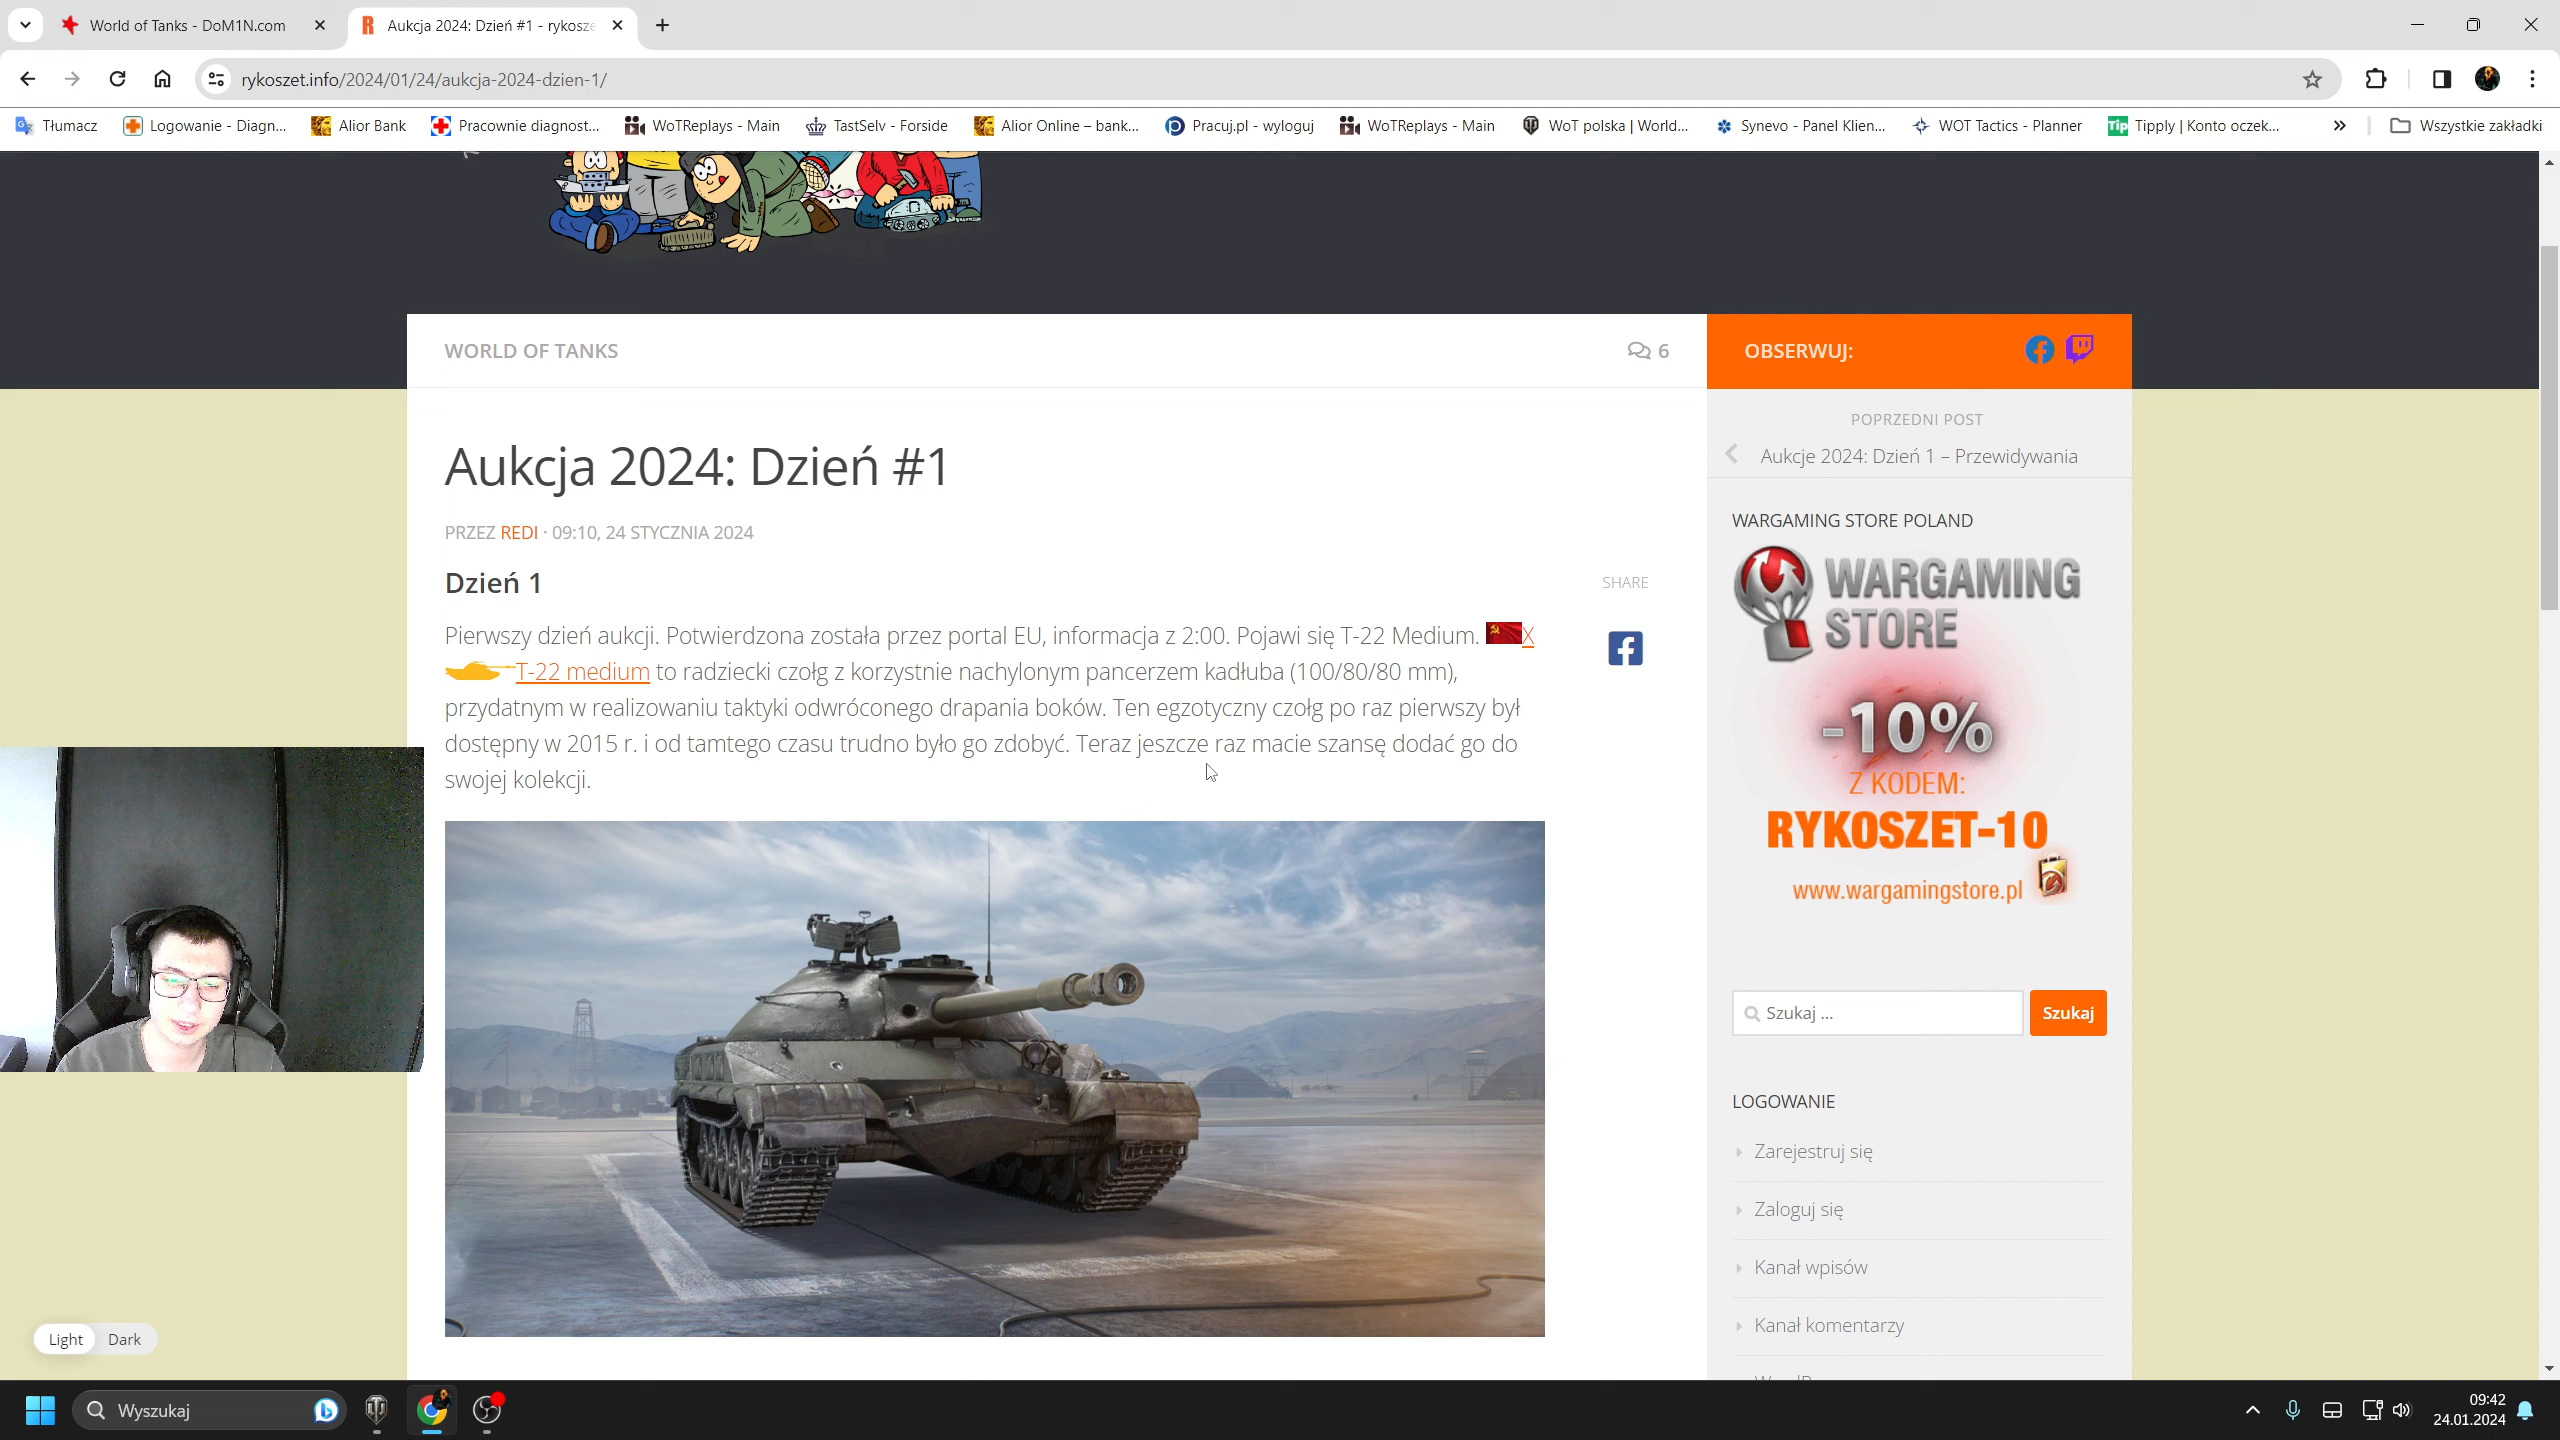 World of Tanks - DoM1N.com
Aukcja 2024: Dzień #1 - rykosze
rykoszet.info/2024/01/24/aukcja-2024-dzien-1/
Tłumacz
Logowanie - Diagn...
Alior Bank
Pracownie diagnost...
WoTReplays - Main
TastSelv - Forside
Alior Online – bank...
Pracuj.pl - wyloguj
WoTReplays - Main
WoT polska | World...
Synevo - Panel Klien...
WOT Tactics - Planner
Tip Tipply | Konto oczek...
»
Wszystkie zakładki
WORLD OF TANKS
6
OBSERWUJ:
POPRZEDNI POST
Aukcje 2024: Dzień 1 – Przewidywania
Aukcja 2024: Dzień #1
PRZEZ REDI · 09:10, 24 STYCZNIA 2024
Dzień 1
SHARE
Pierwszy dzień aukcji. Potwierdzona została przez portal EU, informacja z 2:00. Pojawi się T-22 Medium. X
T-22 medium to radziecki czołg z korzystnie nachylonym pancerzem kadłuba (100/80/80 mm),
przydatnym w realizowaniu taktyki odwróconego drapania boków. Ten egzotyczny czołg po raz pierwszy był
dostępny w 2015 r. i od tamtego czasu trudno było go zdobyć. Teraz jeszcze raz macie szansę dodać go do
swojej kolekcji.
WARGAMING STORE POLAND
WARGAMING
STORE
-10%
Z KODEM:
RYKOSZET-10
www.wargamingstore.pl
Szukaj ...
Szukaj
LOGOWANIE
Zarejestruj się
Zaloguj się
Kanał wpisów
Kanał komentarzy
Light
Dark
Wyszukaj
09:42
24.01.2024